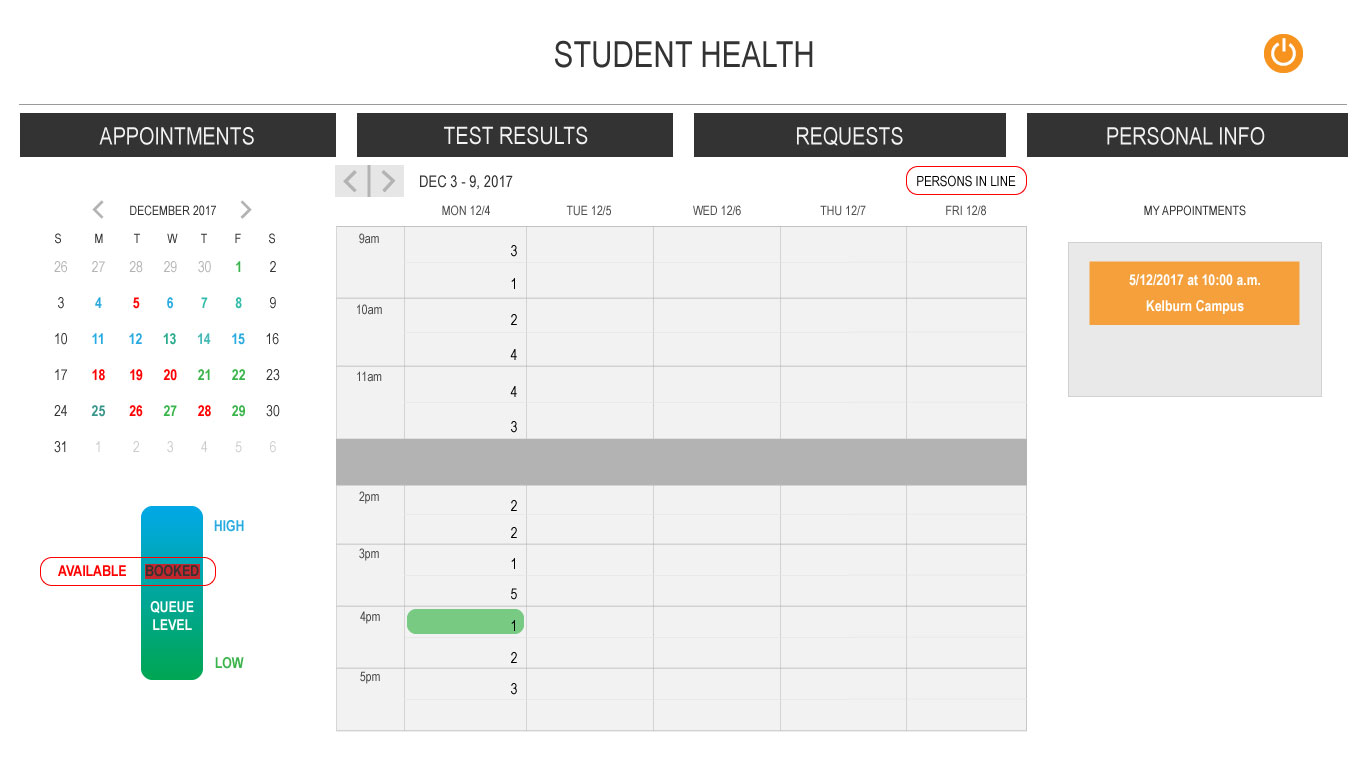 STUDENT HEALTH
APPOINTMENTS
TEST RESULTS
REQUESTS
PERSONAL INFO
DECEMBER 2017
S M T W T F S
26 27 28 29 30 1 2
3 4 5 6 7 8 9
10 11 12 13 14 15 16
17 18 19 20 21 22 23
24 25 26 27 28 29 30
31 1 2 3 4 5 6
HIGH
AVAILABLE BOOKED
QUEUE
LEVEL
LOW
DEC 3 - 9, 2017
PERSONS IN LINE
MON 12/4 TUE 12/5 WED 12/6 THU 12/7 FRI 12/8
9am 3
1
10am 2
4
11am 4
3
2pm 2
2
3pm 1
5
4pm 1
2
5pm 3
MY APPOINTMENTS
5/12/2017 at 10:00 a.m.
Kelburn Campus